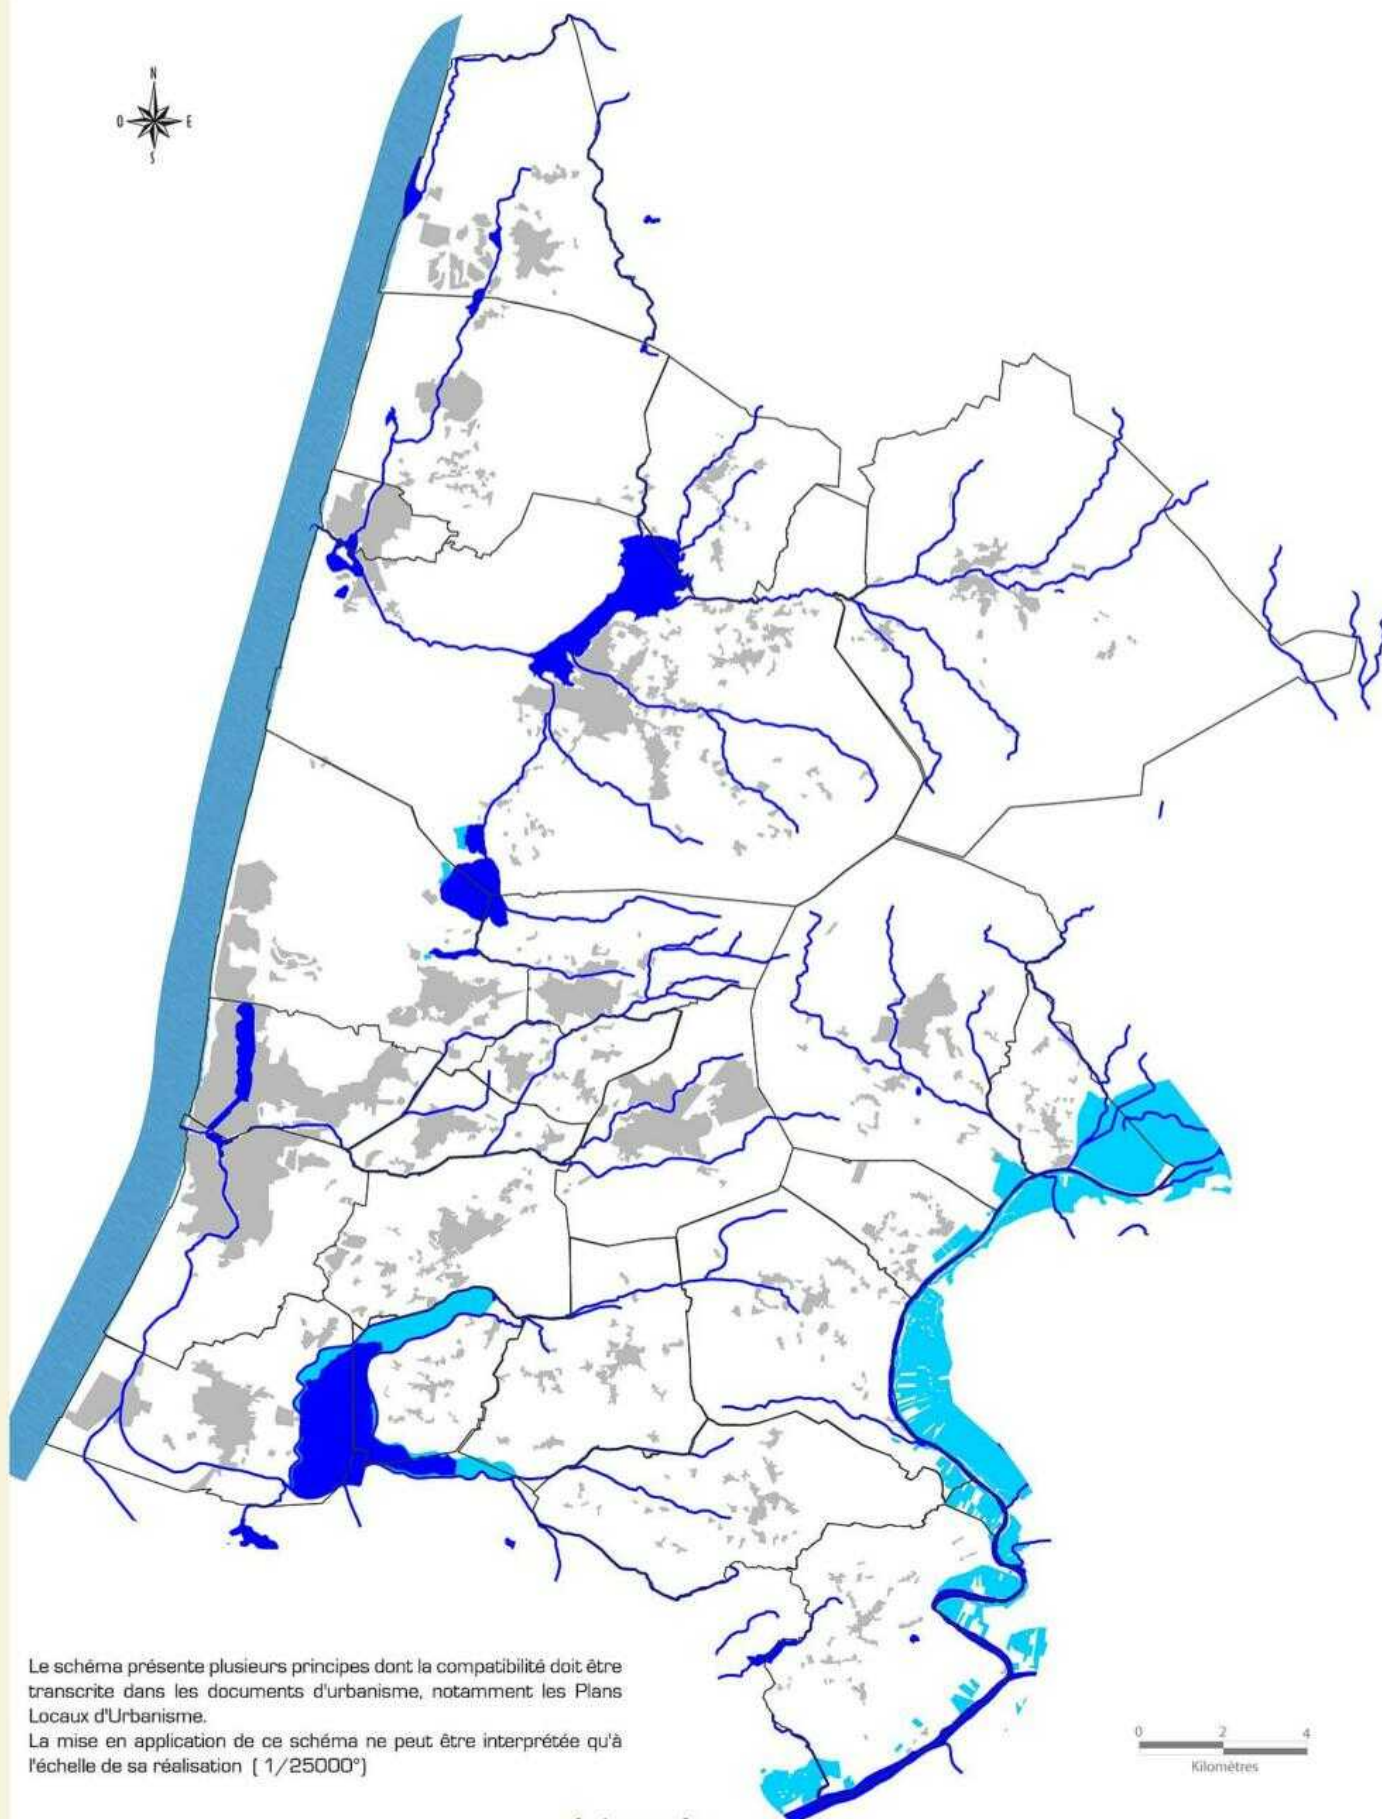 N
O E
S
Le schéma présente plusieurs principes dont la compatibilité doit être
transcrite dans les documents d'urbanisme, notamment les Plans
Locaux d'Urbanisme.
La mise en application de ce schéma ne peut être interprétée qu'à
l'échelle de sa réalisation [ 1/25000°)
0 2 4
Kilomètres